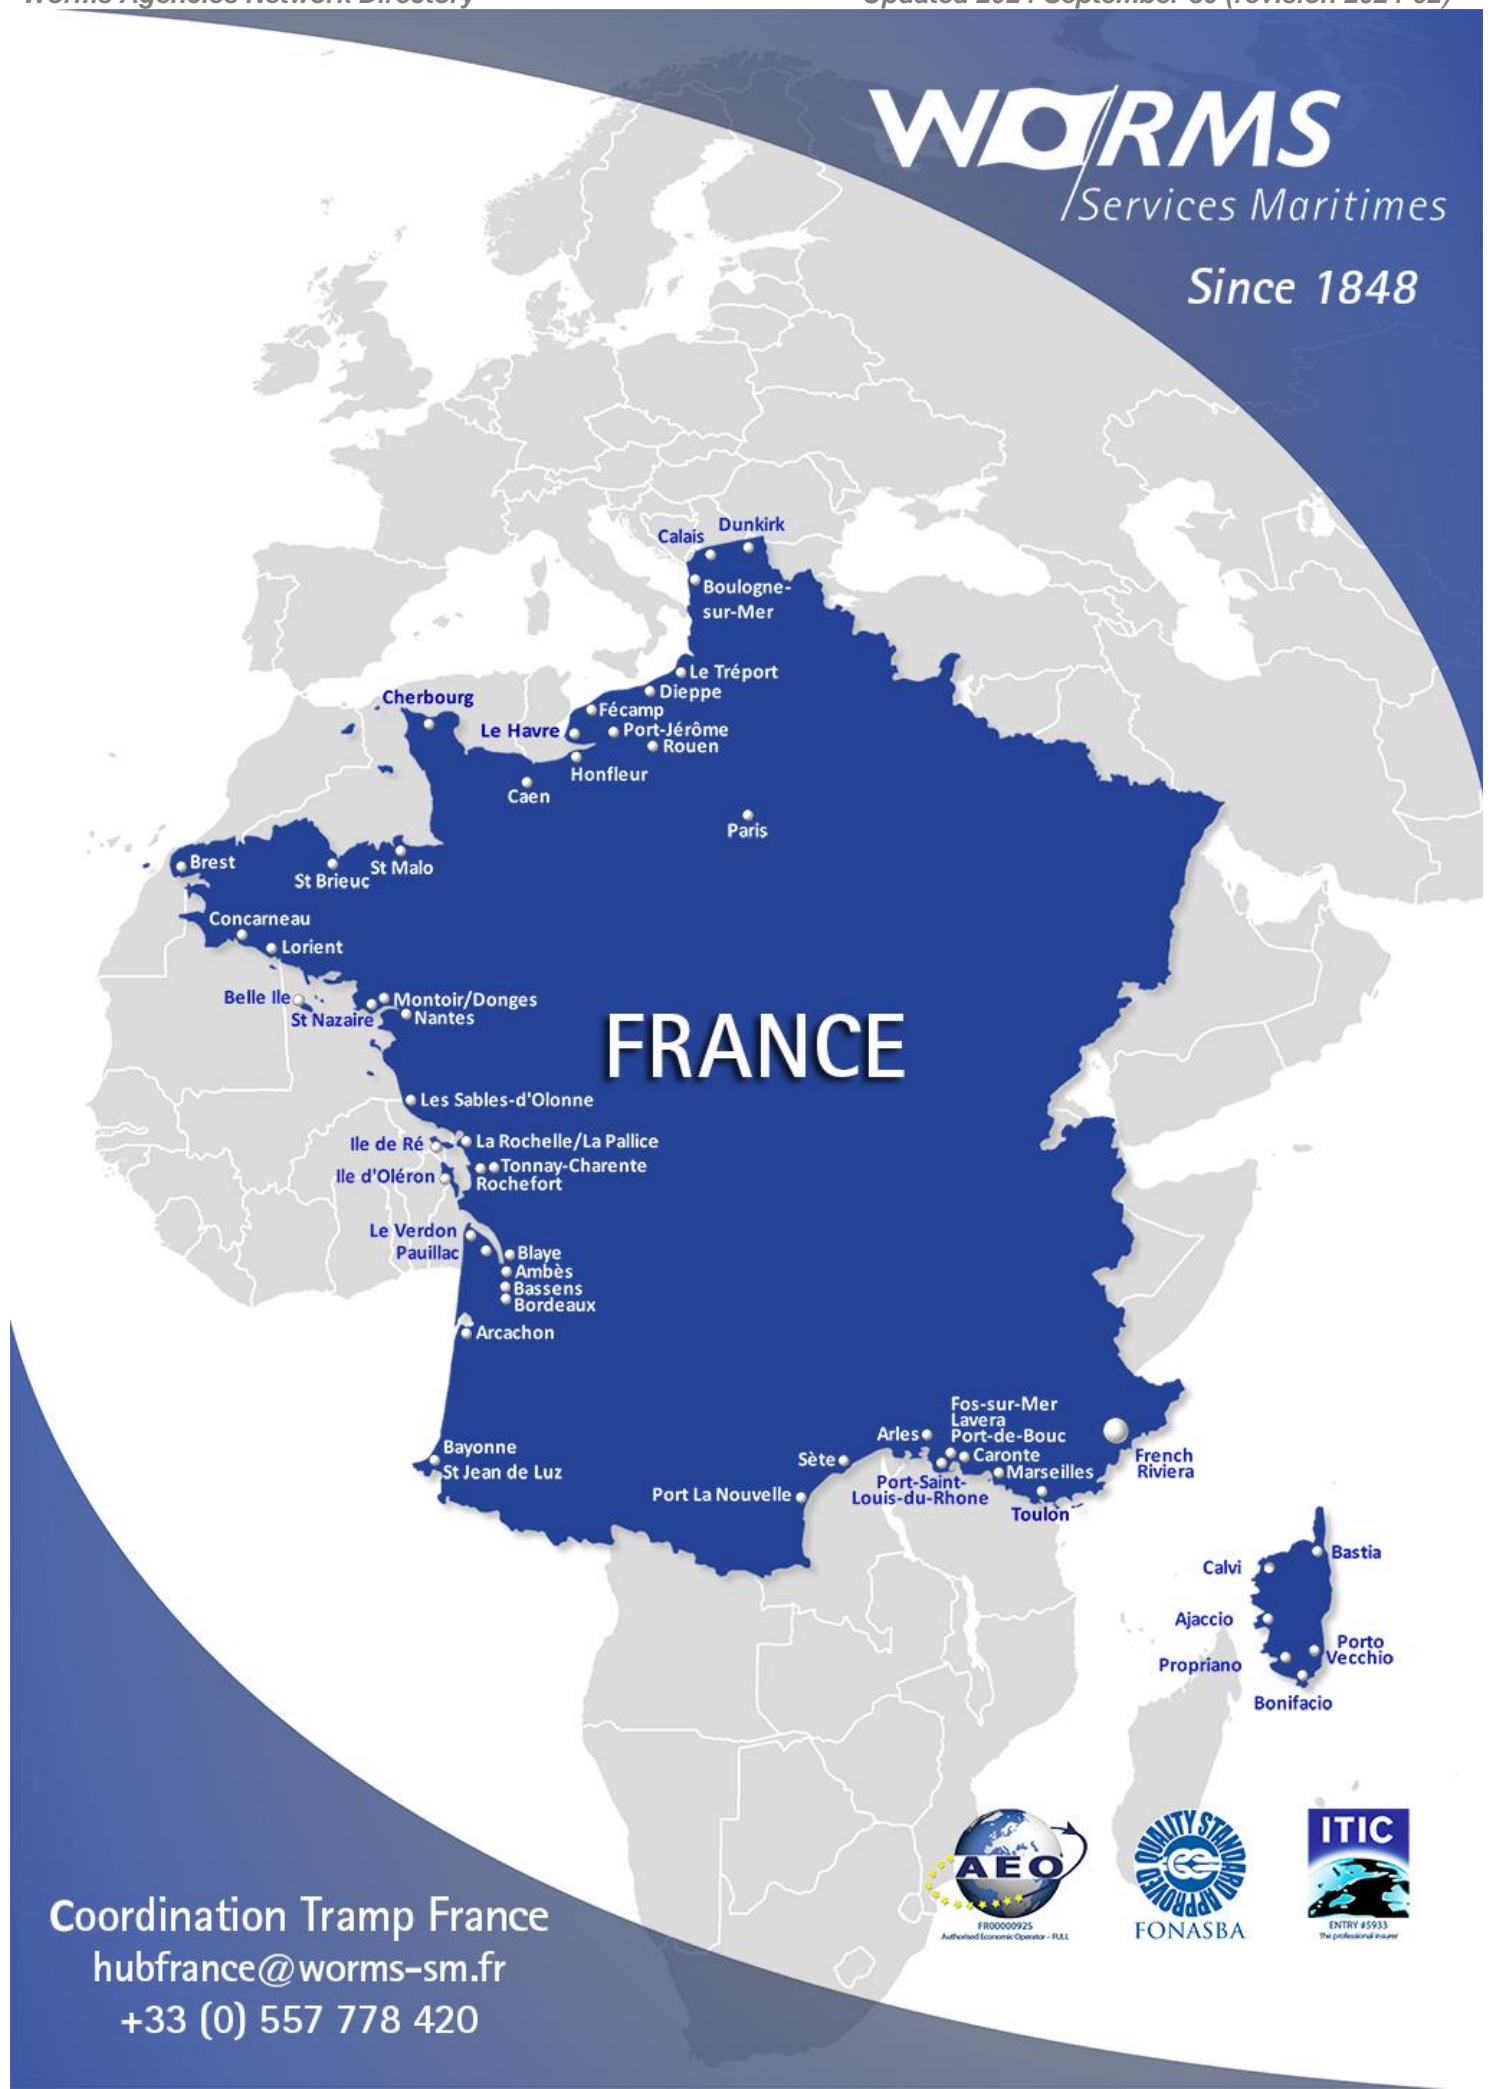 Worms Agencies Network Directory
WORMS
Services Maritimes
Since 1848
Dunkirk
Calais
Boulogne-
sur-Mer
Le Tréport
Dieppe
Cherbourg
Fécamp
Le Havre
Port-Jérôme
Rouen
Honfleur
Caen
Paris
Brest
St Malo
St Brieuc
Concarneau
Lorient
Belle Ile
Montoir/Donges
St Nazaire
Nantes
FRANCE
Les Sables-d'Olonne
Ile de Ré
La Rochelle/La Pallice
Tonnay-Charente
Ile d'Oléron
Rochefort
Le Verdon
Pauillac
Blaye
Ambès
Bassens
Bordeaux
Arcachon
Fos-sur-Mer
Lavera
Arles
Port-de-Bouc
Bayonne
Caronte
French
Riviera
Sète
St Jean de Luz
Marseilles
Port-Saint-
Louis-du-Rhone
Port La Nouvelle
Toulon
Bastia
Calvi
Ajaccio
Porto
Vecchio
Propriano
Bonifacio
AEO
FR00000925
Authorised Economic Operator - FULL
QUALITY STANDARD APPROVED
FONASBA
ITIC
ENTRY #5933
The professional insurer
Coordination Tramp France
hubfrance@worms-sm.fr
+33 (0) 557 778 420